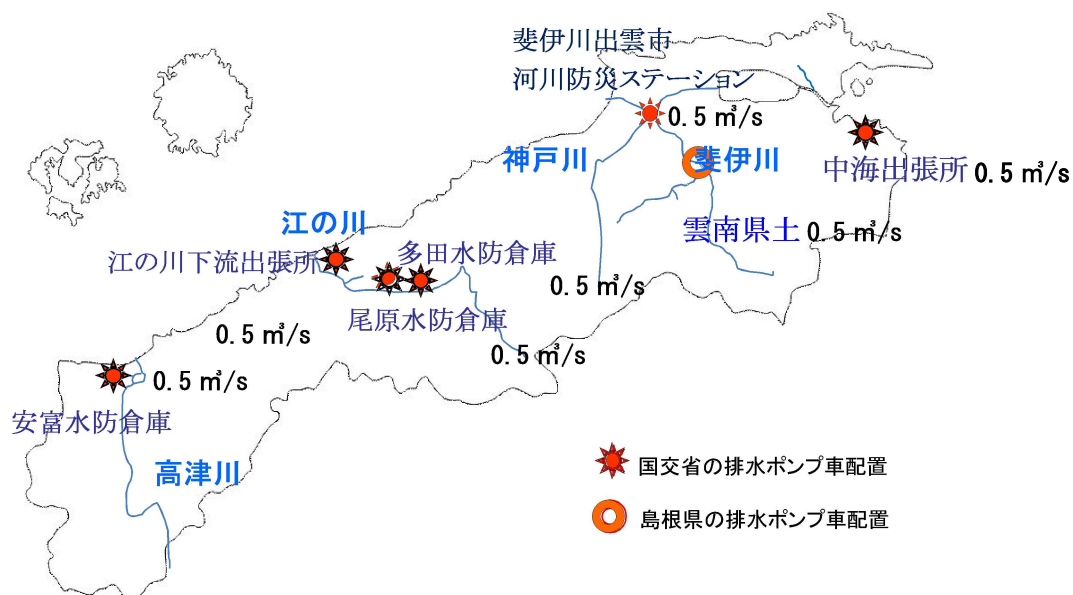 斐伊川出雲市
河川防災ステーション
0.5㎥/s
神戸川
斐伊川
中海出張所
0.5㎥/s
雲南県土
0.5㎥/s
江の川
江の川下流出張所
多田水防倉庫
0.5㎥/s
尾原水防倉庫
0.5㎥/s
0.5㎥/s
0.5㎥/s
安富水防倉庫
高津川
国交省の排水ポンプ車配置
島根県の排水ポンプ車配置